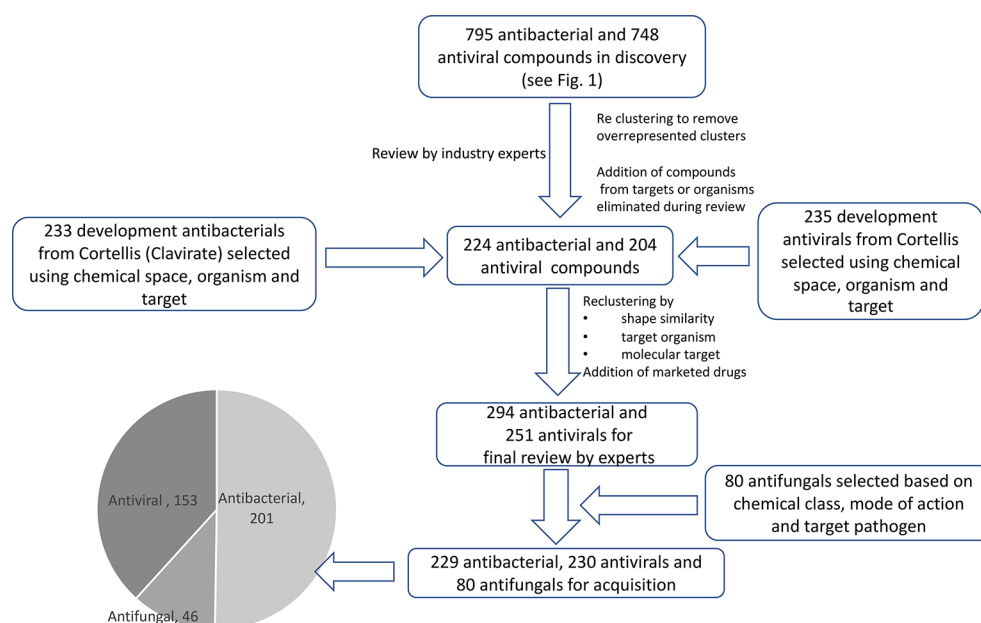 795 antibacterial and 748
antiviral compounds in discovery
(see Fig. 1)
Review by industry experts
Re clustering to remove
overrepresented clusters
Addition of compounds
from targets or organisms
eliminated during review
233 development antibacterials
from Cortellis (Clavirate) selected
using chemical space, organism and
target
224 antibacterial and 204
antiviral compounds
235 development
antivirals from Cortellis
selected using chemical
space, organism and
target
Reclustering by
• shape similarity
• target organism
• molecular target
Addition of marketed drugs
294 antibacterial and
251 antivirals for
final review by experts
80 antifungals selected based on
chemical class, mode of action
and target pathogen
229 antibacterial, 230 antivirals and
80 antifungals for acquisition
Antiviral , 153
Antibacterial,
201
Antifungal, 46